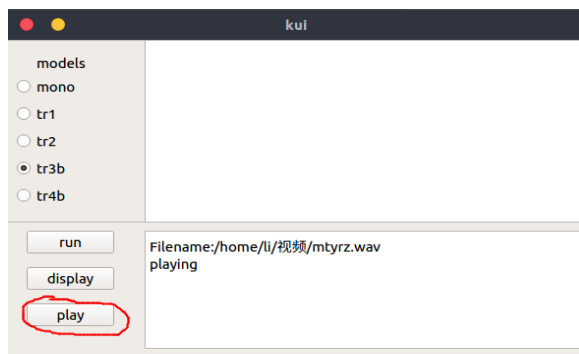 kui
models
mono
tr1
tr2
tr3b
tr4b
run
display
play
Filename:/home/li/视频/mtyrz.wav
playing